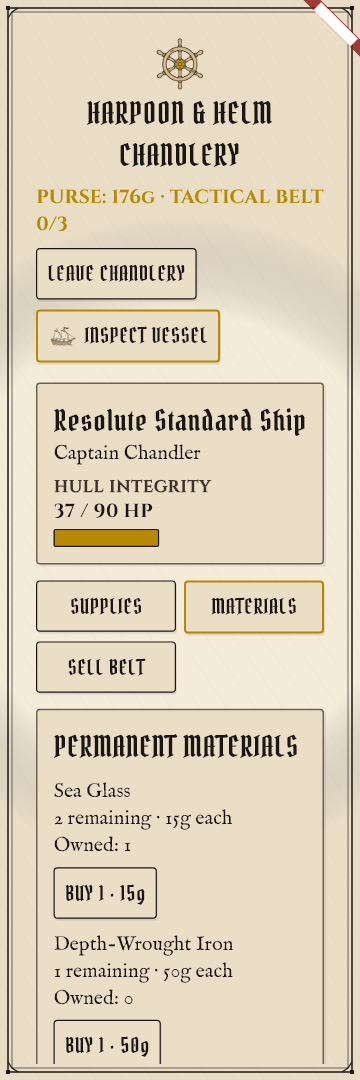 HARPOON & HELM
CHANDLERY
PURSE: 176G · TACTICAL BELT
0/3
LEAVE CHANDLERY
INSPECT VESSEL
Resolute Standard Ship
Captain Chandler
HULL INTEGRITY
37 / 90 HP
SUPPLIES
MATERIALS
SELL BELT
PERMANENT MATERIALS
Sea Glass
2 remaining · 15g each
Owned: 1
BUY 1 · 15g
Depth-Wrought Iron
1 remaining · 50g each
Owned: 0
BUY 1 · 50g